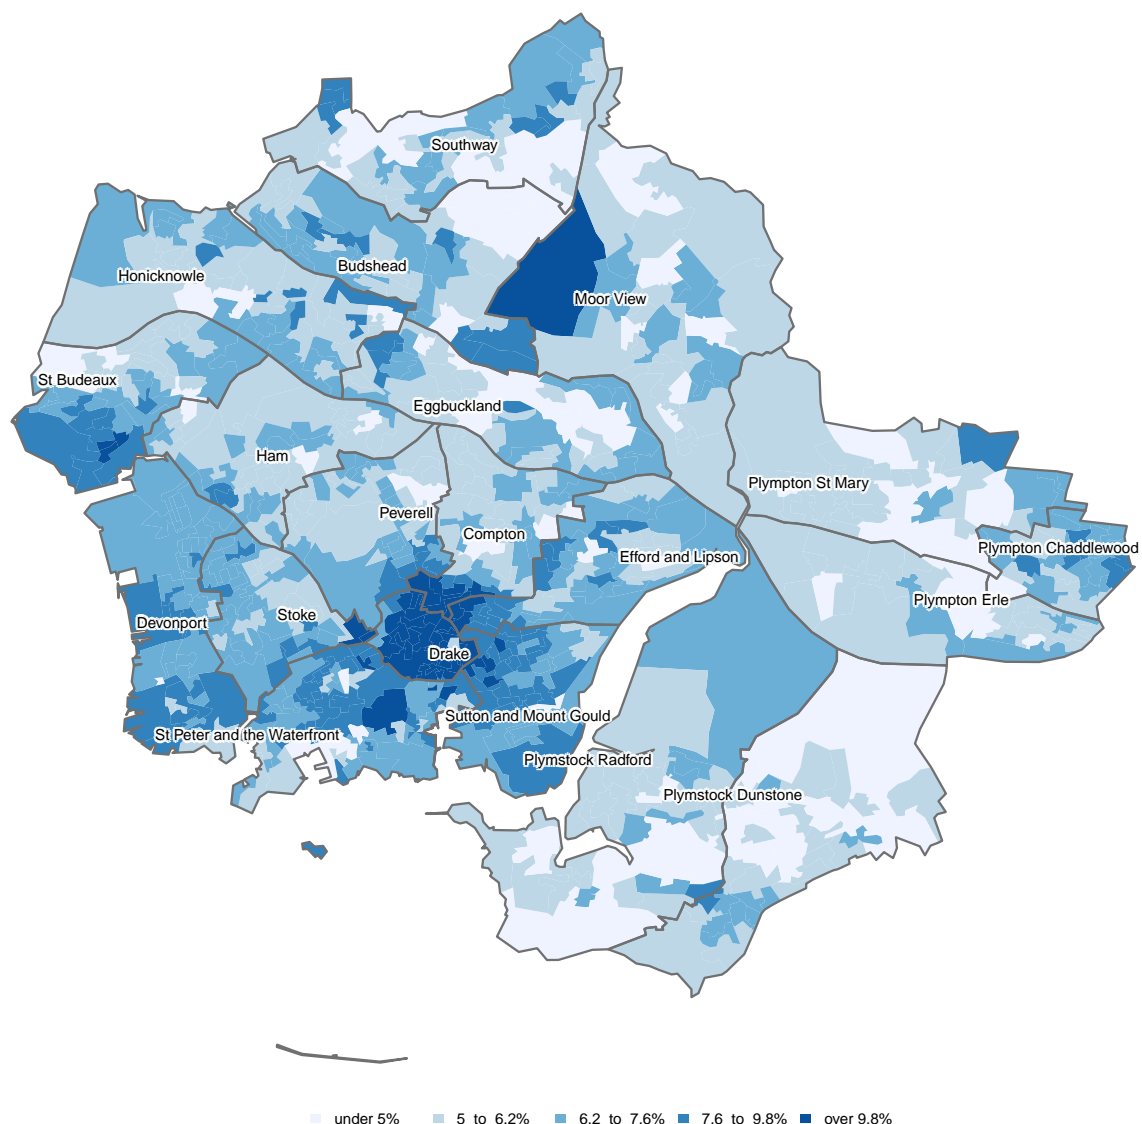 Southway
Budshead
Honicknowle
Moor View
St Budeaux
Eggbuckland
Ham
Plympton St Mary
Peverell
Compton
Efford and Lipson
Plympton Chaddlewood
Plympton Erle
Stoke
Devonport
Drake
Sutton and Mount Gould
St Peter and the Waterfront
Plymstock Radford
Plymstock Dunstone
under 5% 5 to 6.2% 6.2 to 7.6% 7.6 to 9.8% over 9.8%